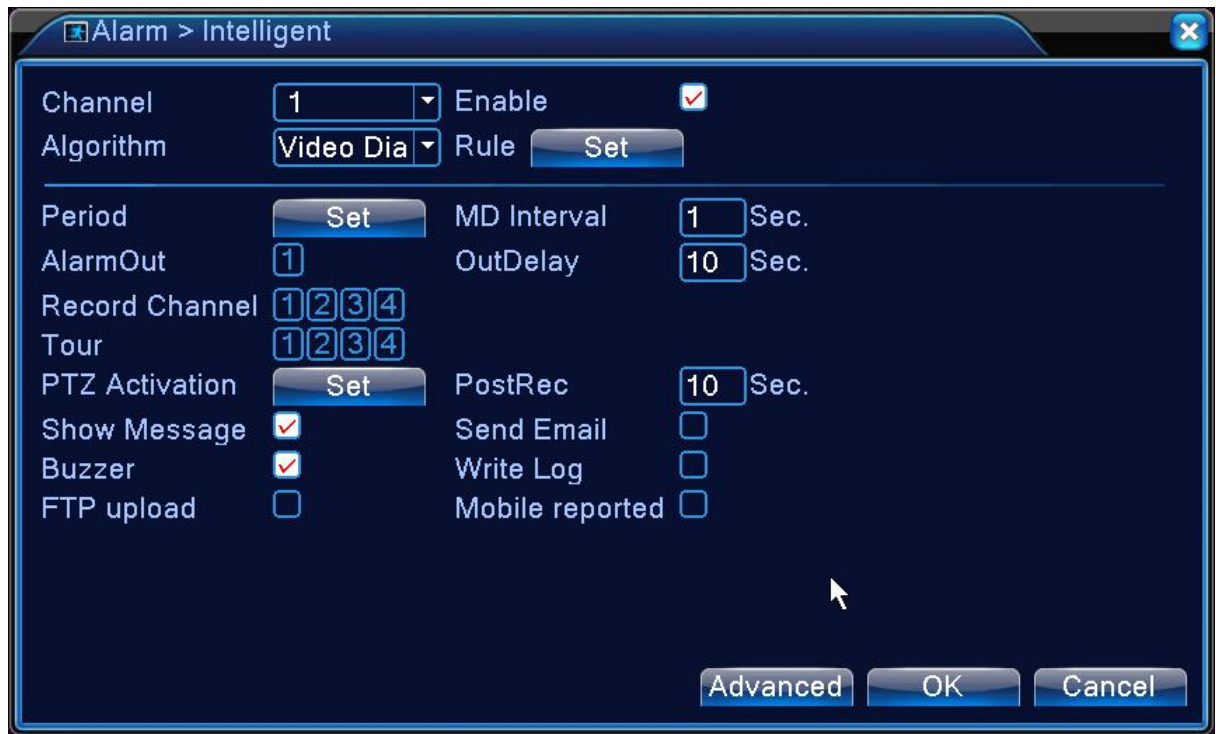 Alarm > Intelligent
Channel 1 Enable
Algorithm Video Dia Rule Set
Period Set MD Interval 1 Sec.
AlarmOut 1 OutDelay 10 Sec.
Record Channel 1 2 3 4
Tour 1 2 3 4
PTZ Activation Set PostRec 10 Sec.
Show Message Send Email
Buzzer Write Log
FTP upload Mobile reported
Advanced OK Cancel